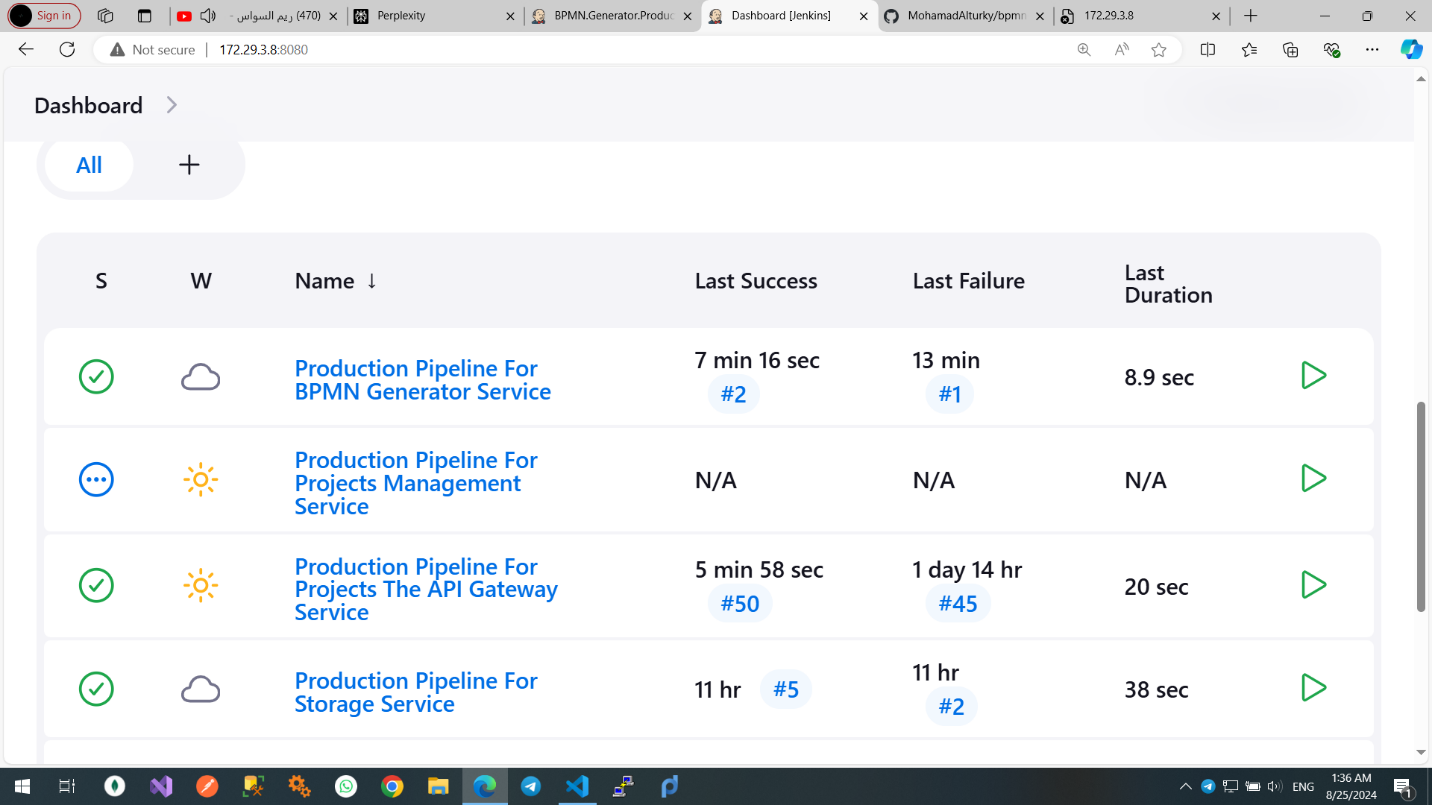 Sign in
(470) ريم السواس -
Perplexity
BPMN.Generator.Produc
Dashboard [Jenkins]
MohamadAlturky/bpmn
172.29.3.8
Not secure
172.29.3.8:8080
Dashboard
All
S W Name ↓ Last Success Last Failure Last
Duration
Production Pipeline For
BPMN Generator Service
7 min 16 sec
#2
13 min
#1
8.9 sec
Production Pipeline For
Projects Management
Service
N/A
N/A
N/A
Production Pipeline For
Projects The API Gateway
Service
5 min 58 sec
#50
1 day 14 hr
#45
20 sec
Production Pipeline For
Storage Service
11 hr #5
11 hr
#2
38 sec
ENG
1:36 AM
8/25/2024
1